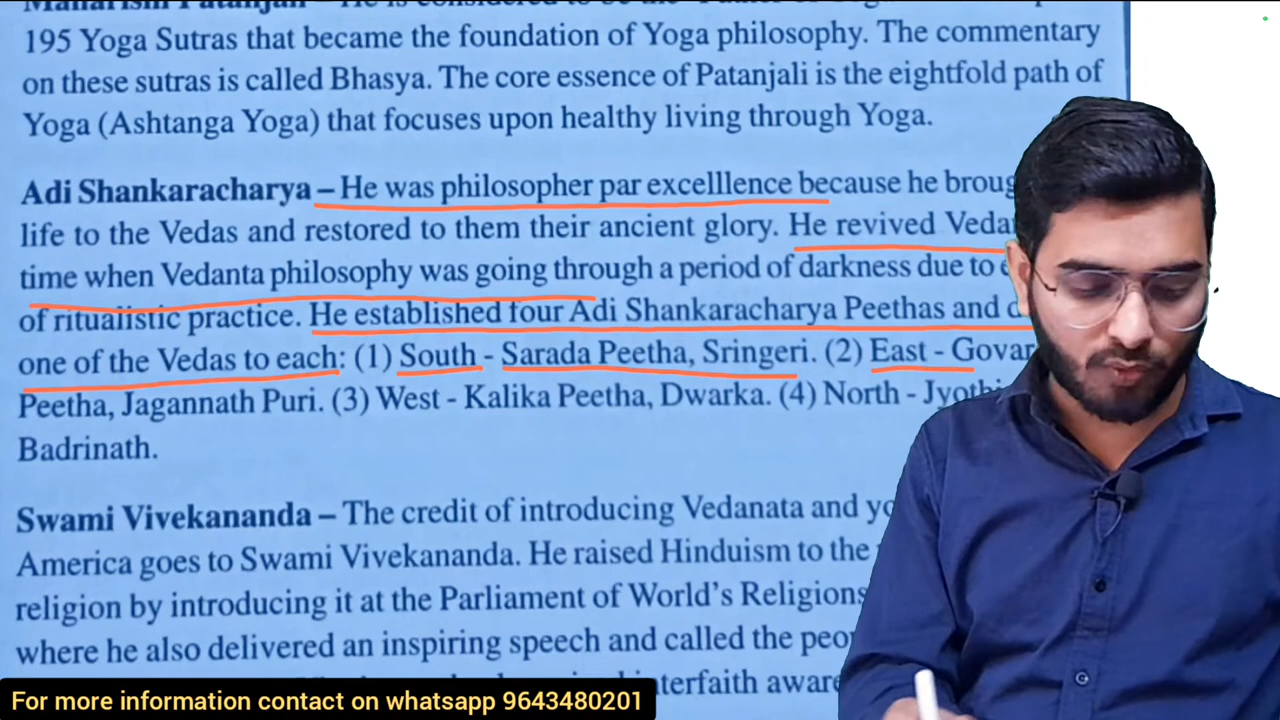 Maharishi Patanjali –
195 Yoga Sutras that became the foundation of Yoga philosophy. The commentary
on these sutras is called Bhasya. The core essence of Patanjali is the eightfold path of
Yoga (Ashtanga Yoga) that focuses upon healthy living through Yoga.
Adi Shankaracharya – He was philosopher par excelllence because he broug
life to the Vedas and restored to them their ancient glory. He revived Vedan
time when Vedanta philosophy was going through a period of darkness due to
of ritualistic practice. He established four Adi Shankaracharya Peethas and
one of the Vedas to each: (1) South - Sarada Peetha, Sringeri. (2) East - Govar
Peetha, Jagannath Puri. (3) West - Kalika Peetha, Dwarka. (4) North - Jyothi
Badrinath.
Swami Vivekananda – The credit of introducing Vedanata and yo
America goes to Swami Vivekananda. He raised Hinduism to the
religion by introducing it at the Parliament of World's Religions
where he also delivered an inspiring speech and called the peo
interfaith aware
For more information contact on whatsapp 9643480201